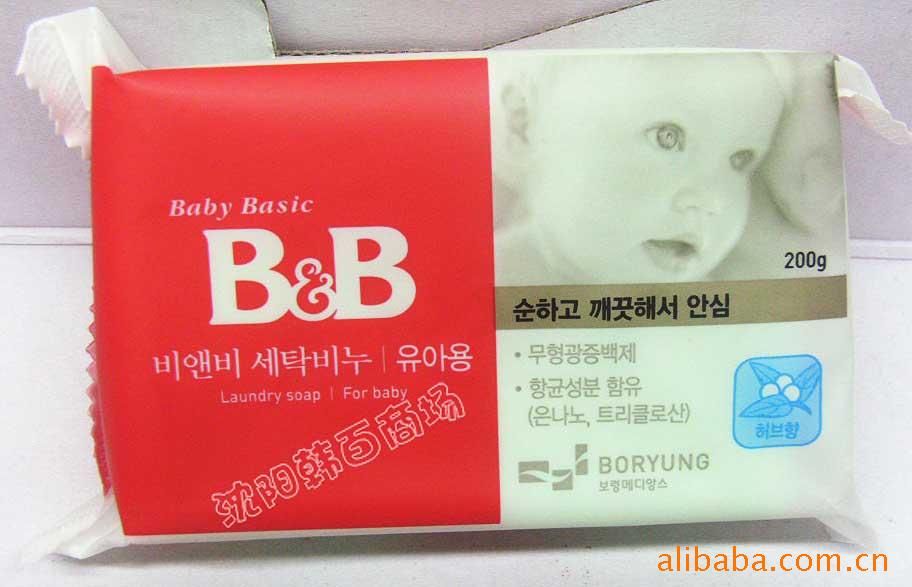 Baby Basic
B&B
비앤비 세탁비누 | 유아용
Laundry soap | For baby
沈阳韩百商场
200g
순하고 깨끗해서 안심
• 무형광증백제
• 항균성분 함유
(은나노, 트리클로산)
허브향
BORYUNG
보령메디앙스
alibaba.com.cn